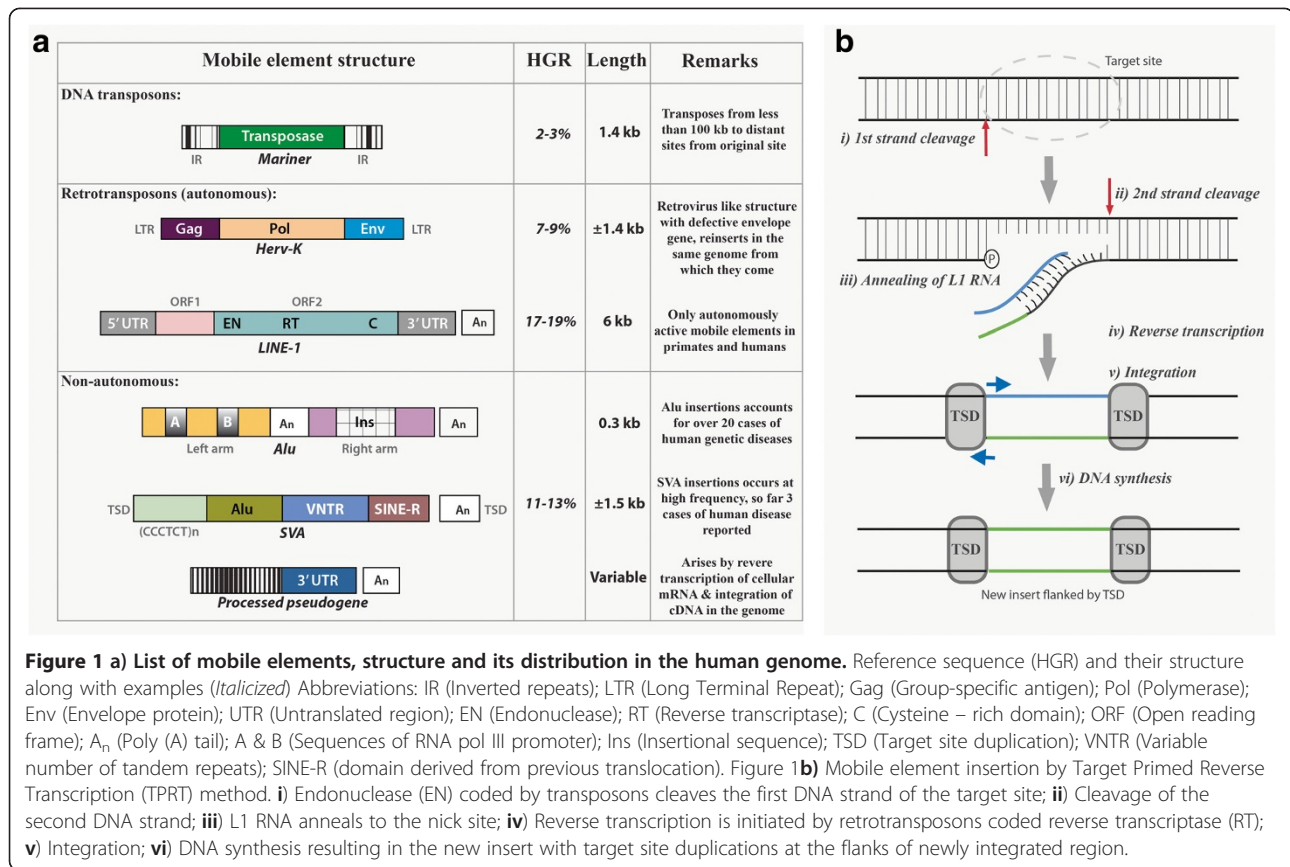 a
Mobile element structure
HGR
Length
Remarks
DNA transposons:
Transposase
IR
IR
Mariner
2-3%
1.4 kb
Transposes from less
than 100 kb to distant
sites from original site
Retrotransposons (autonomous):
LTR
Gag
Pol
Env
LTR
Herv-K
7-9%
±1.4 kb
Retrovirus like structure
with defective envelope
gene, reinserts in the
same genome from
which they come
ORF1
ORF2
5' UTR
EN
RT
C
3' UTR
An
LINE-1
17-19%
6 kb
Only autonomously
active mobile elements in
primates and humans
Non-autonomous:
A
B
An
Ins
An
Left arm
Alu
Right arm
0.3 kb
Alu insertions accounts
for over 20 cases of
human genetic diseases
TSD
Alu
VNTR
SINE-R
An
TSD
(CCCTCT)n
SVA
11-13%
±1.5 kb
SVA insertions occurs at
high frequency, so far 3
cases of human disease
reported
3' UTR
An
Processed pseudogene
Variable
Arises by revere
transcription of cellular
mRNA & integration of
cDNA in the genome
b
Target site
i) 1st strand cleavage
ii) 2nd strand cleavage
P
iii) Annealing of L1 RNA
iv) Reverse transcription
v) Integration
TSD
TSD
vi) DNA synthesis
TSD
TSD
New insert flanked by TSD
Figure 1 a) List of mobile elements, structure and its distribution in the human genome. Reference sequence (HGR) and their structure
along with examples (Italicized) Abbreviations: IR (Inverted repeats); LTR (Long Terminal Repeat); Gag (Group-specific antigen); Pol (Polymerase);
Env (Envelope protein); UTR (Untranslated region); EN (Endonuclease); RT (Reverse transcriptase); C (Cysteine – rich domain); ORF (Open reading
frame); An (Poly (A) tail); A & B (Sequences of RNA pol III promoter); Ins (Insertional sequence); TSD (Target site duplication); VNTR (Variable
number of tandem repeats); SINE-R (domain derived from previous translocation). Figure 1b) Mobile element insertion by Target Primed Reverse
Transcription (TPRT) method. i) Endonuclease (EN) coded by transposons cleaves the first DNA strand of the target site; ii) Cleavage of the
second DNA strand; iii) L1 RNA anneals to the nick site; iv) Reverse transcription is initiated by retrotransposons coded reverse transcriptase (RT);
v) Integration; vi) DNA synthesis resulting in the new insert with target site duplications at the flanks of newly integrated region.